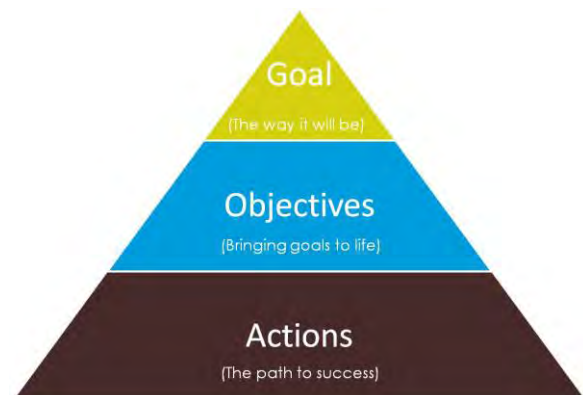 Goal
(The way it will be)
Objectives
(Bringing goals to life)
Actions
(The path to success)